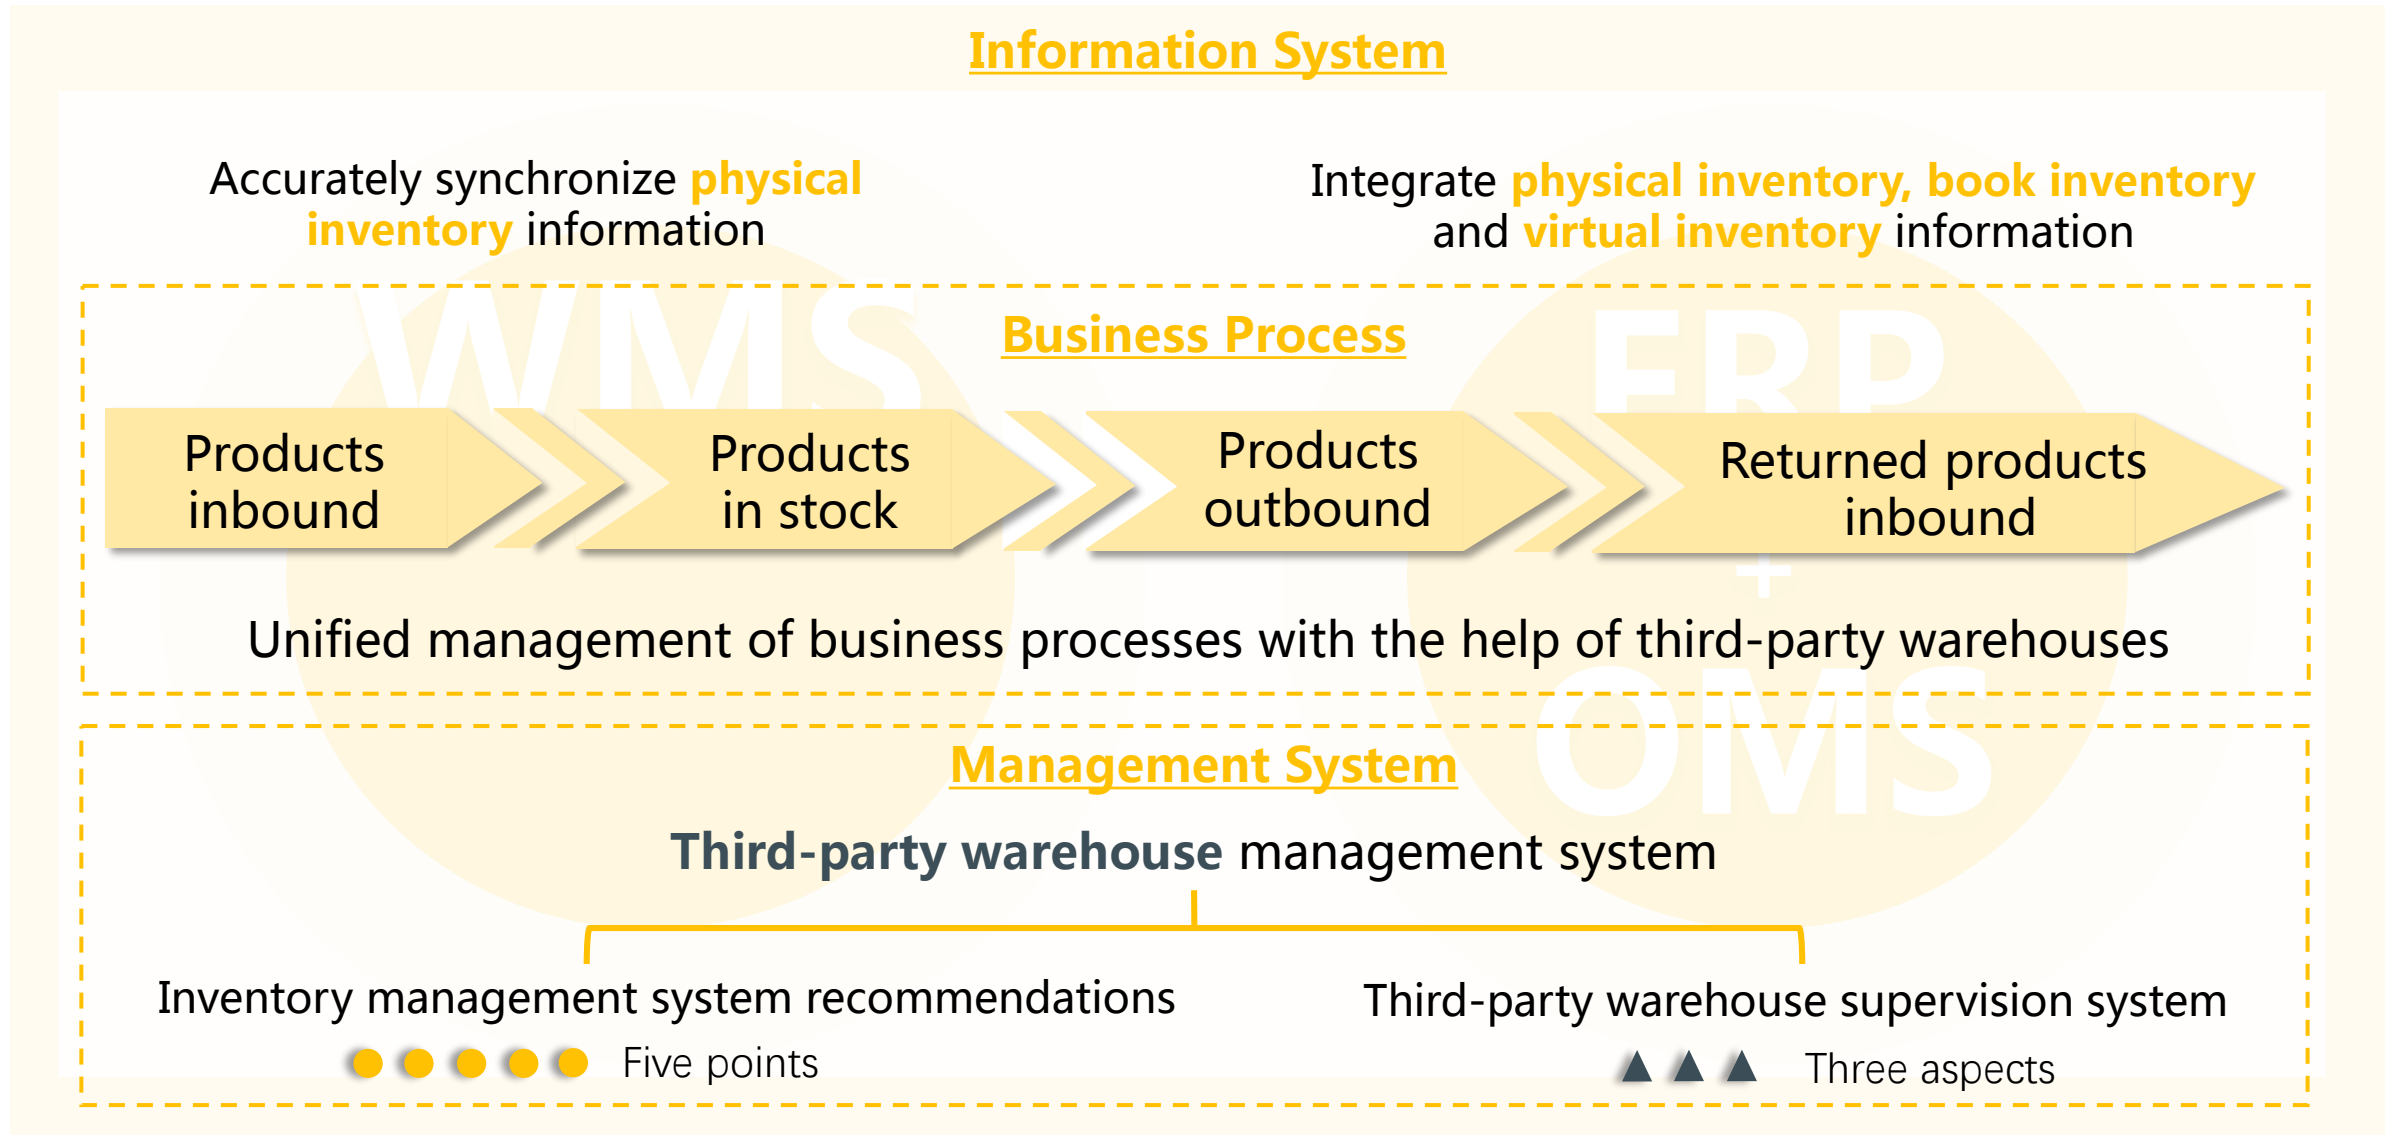 Information System
Accurately synchronize physical
inventory information
Integrate physical inventory, book inventory
and virtual inventory information
WMS
ERP
+
OMS
Business Process
Products
inbound
Products
in stock
Products
outbound
Returned products
inbound
Unified management of business processes with the help of third-party warehouses
Management System
Third-party warehouse management system
Inventory management system recommendations
Five points
Third-party warehouse supervision system
Three aspects